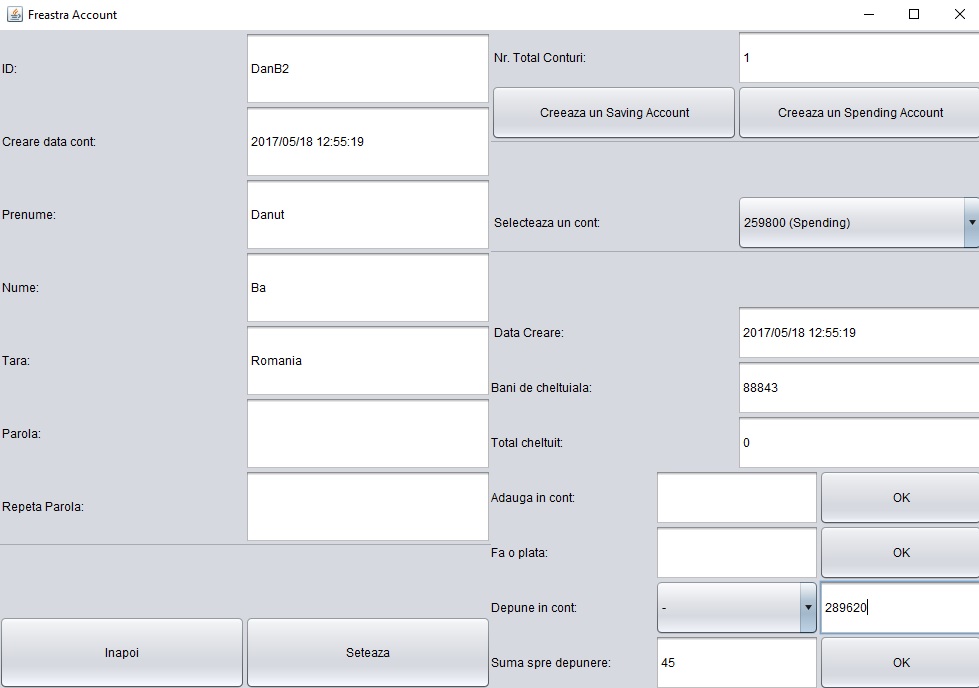 Freastra Account
ID:
DanB2
Creare data cont:
2017/05/18 12:55:19
Prenume:
Danut
Nume:
Ba
Tara:
Romania
Parola:
Repeta Parola:
Inapoi
Seteaza
Nr. Total Conturi:
1
Creeaza un Saving Account
Creeaza un Spending Account
Selecteaza un cont:
259800 (Spending)
Data Creare:
2017/05/18 12:55:19
Bani de cheltuiala:
88843
Total cheltuit:
0
Adauga in cont:
OK
Fa o plata:
OK
Depune in cont:
-
289620
Suma spre depunere:
45
OK